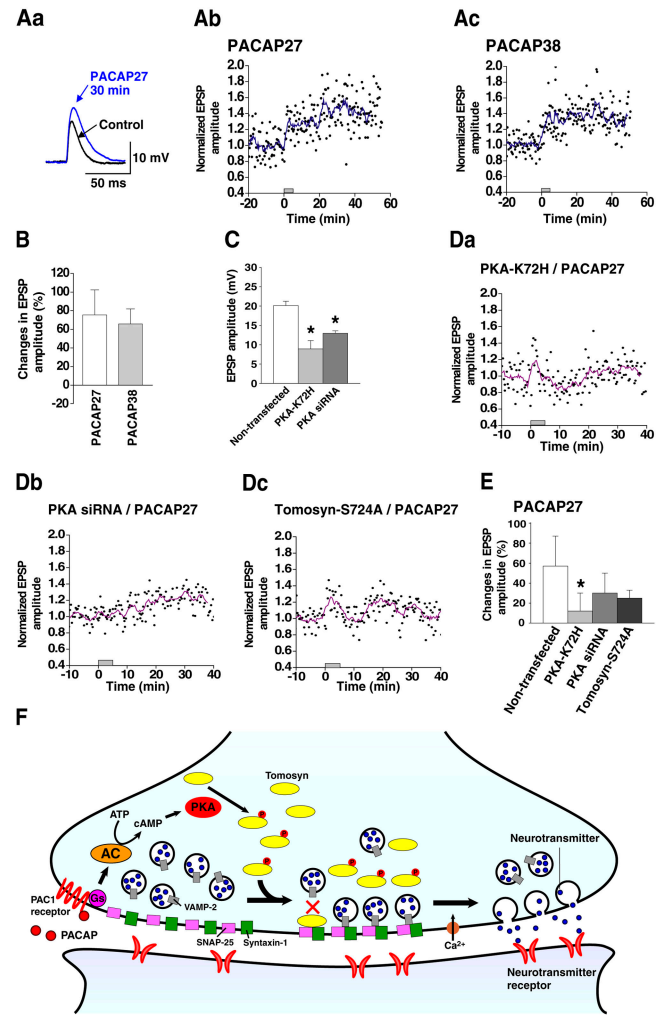 Aa
PACAP27
30 min
Control
10 mV
50 ms
Ab
PACAP27
Normalized EPSP
amplitude
2.0
1.8
1.6
1.4
1.2
1.0
0.8
0.6
0.4
-20 0 20 40 60
Time (min)
Ac
PACAP38
Normalized EPSP
amplitude
2.0
1.8
1.6
1.4
1.2
1.0
0.8
0.6
0.4
-20 0 20 40 60
Time (min)
B
Changes in EPSP
amplitude (%)
120
100
80
60
40
20
0
-20
PACAP27
PACAP38
C
EPSP amplitude (mV)
30
25
20
15
10
5
0
*
*
Non-transfected
PKA-K72H
PKA siRNA
Da
PKA-K72H / PACAP27
Normalized EPSP
amplitude
2.0
1.8
1.6
1.4
1.2
1.0
0.8
0.6
0.4
-10 0 10 20 30 40
Time (min)
Db
PKA siRNA / PACAP27
Normalized EPSP
amplitude
2.0
1.8
1.6
1.4
1.2
1.0
0.8
0.6
0.4
-10 0 10 20 30 40
Time (min)
Dc
Tomosyn-S724A / PACAP27
Normalized EPSP
amplitude
2.0
1.8
1.6
1.4
1.2
1.0
0.8
0.6
0.4
-10 0 10 20 30 40
Time (min)
E
PACAP27
Changes in EPSP
amplitude (%)
100
80
60
40
20
0
*
Non-transfected
PKA-K72H
PKA siRNA
Tomosyn-S724A
F
Tomosyn
ATP
cAMP
PKA
P
P
P
P
P
P
AC
Gs
PAC1
receptor
PACAP
VAMP-2
SNAP-25
Syntaxin-1
Ca2+
Neurotransmitter
Neurotransmitter
receptor